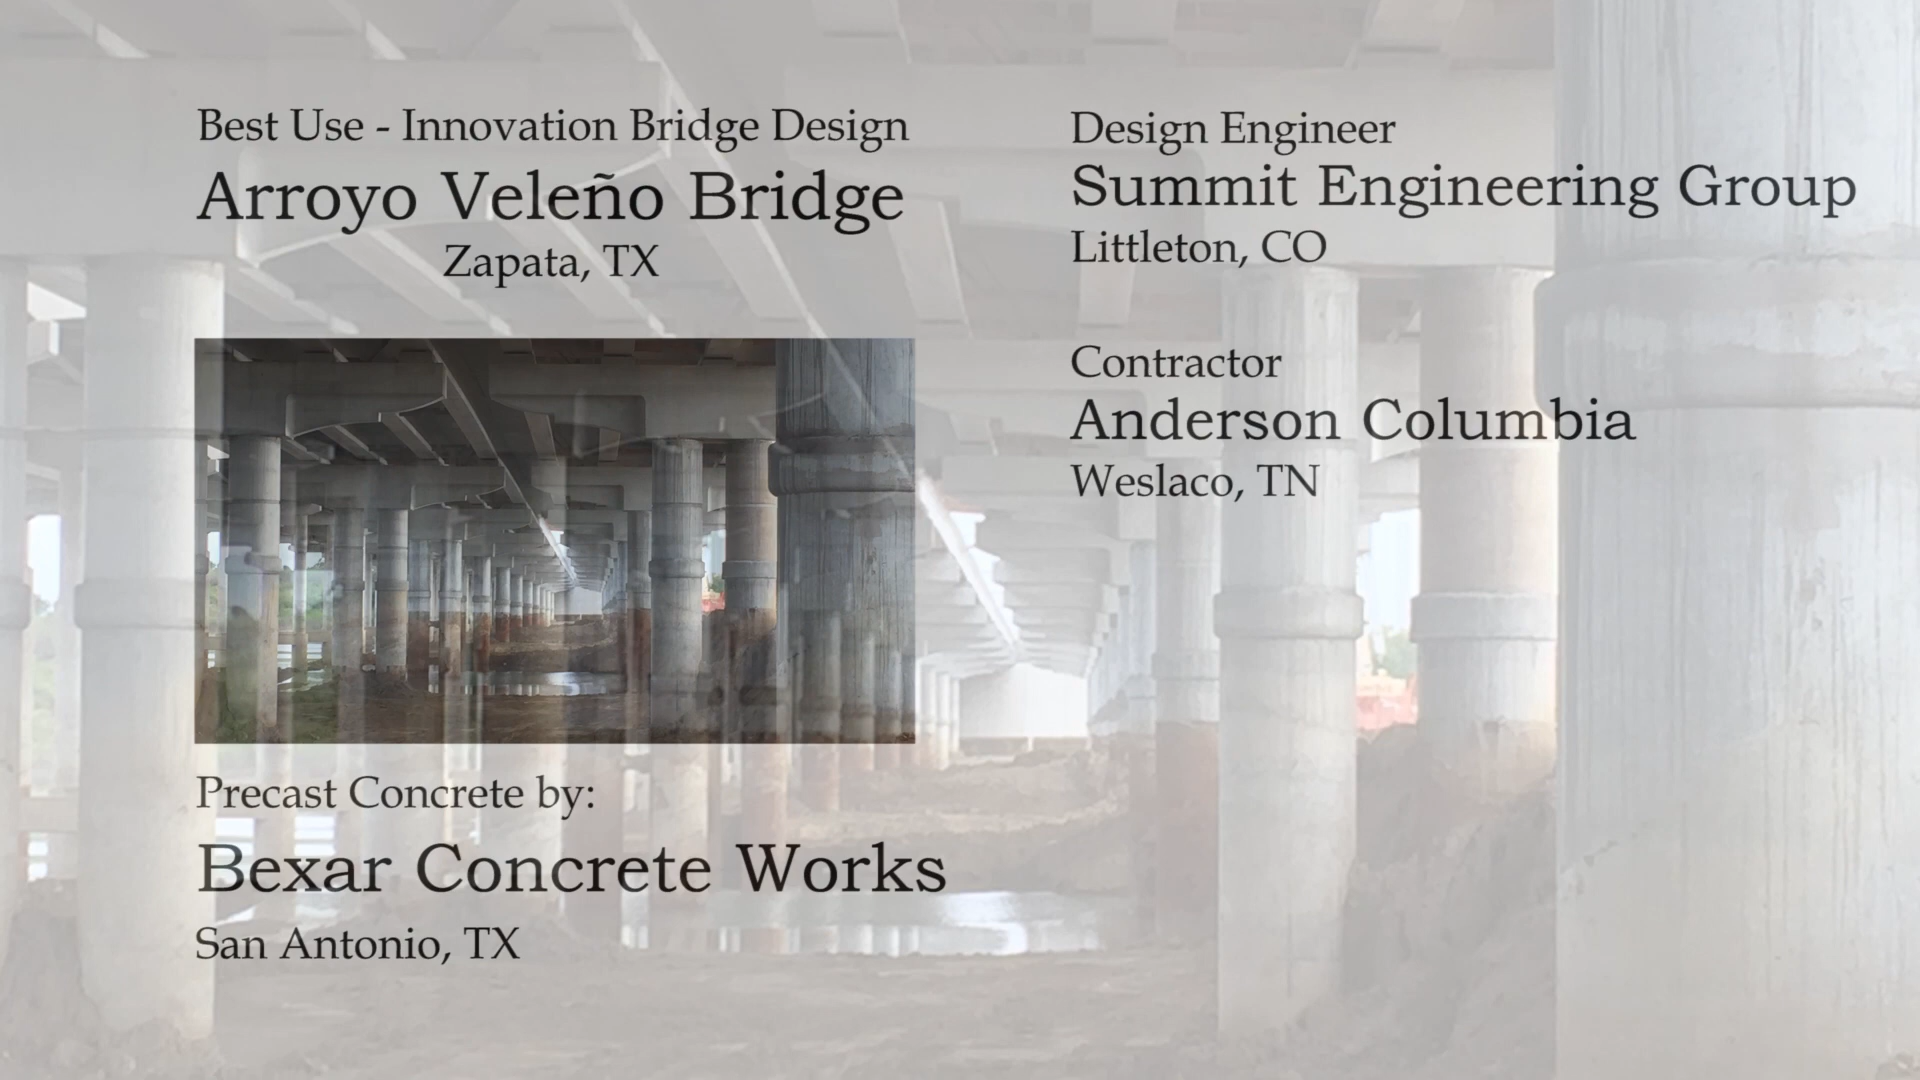 Best Use - Innovation Bridge Design
Arroyo Veleño Bridge
Zapata, TX
Precast Concrete by:
Bexar Concrete Works
San Antonio, TX
Design Engineer
Summit Engineering Group
Littleton, CO
Contractor
Anderson Columbia
Weslaco, TN